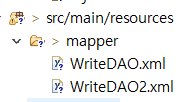 src/main/resources
mapper
WriteDAO.xml
WriteDAO2.xml